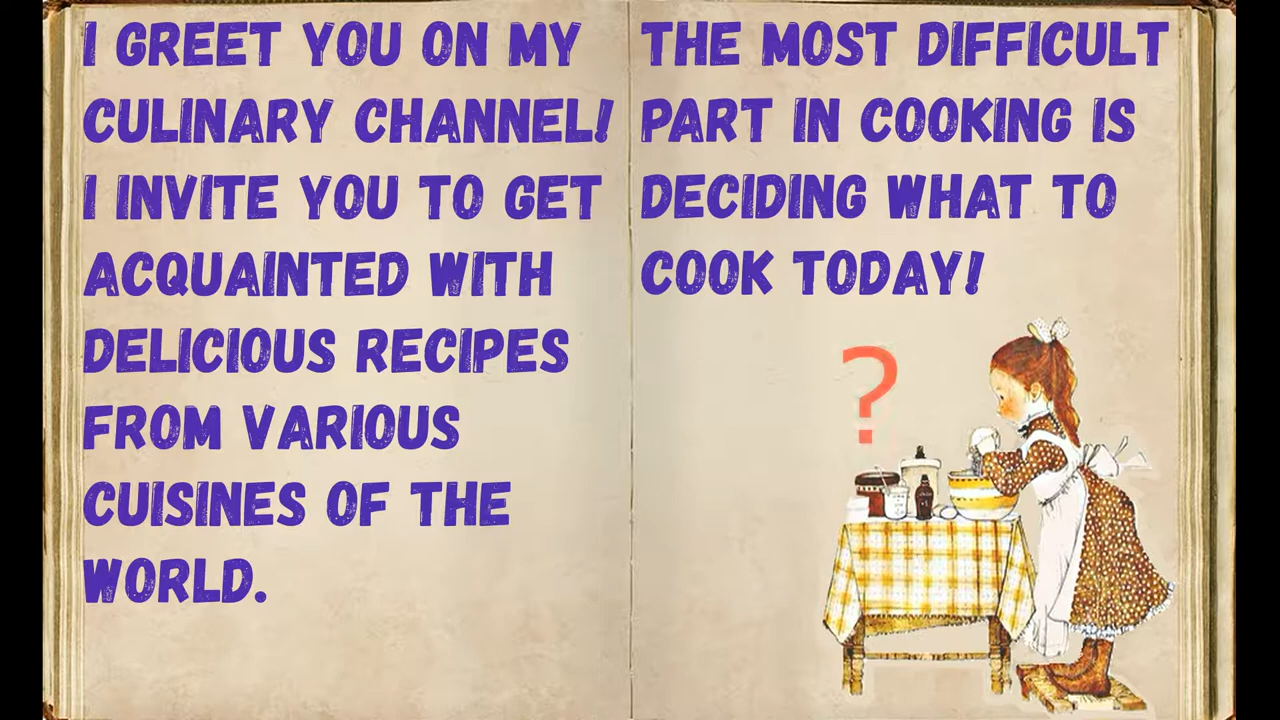 I GREET YOU ON MY
CULINARY CHANNEL!
I INVITE YOU TO GET
ACQUAINTED WITH
DELICIOUS RECIPES
FROM VARIOUS
CUISINES OF THE
WORLD.
THE MOST DIFFICULT
PART IN COOKING IS
DECIDING WHAT TO
COOK TODAY!
?